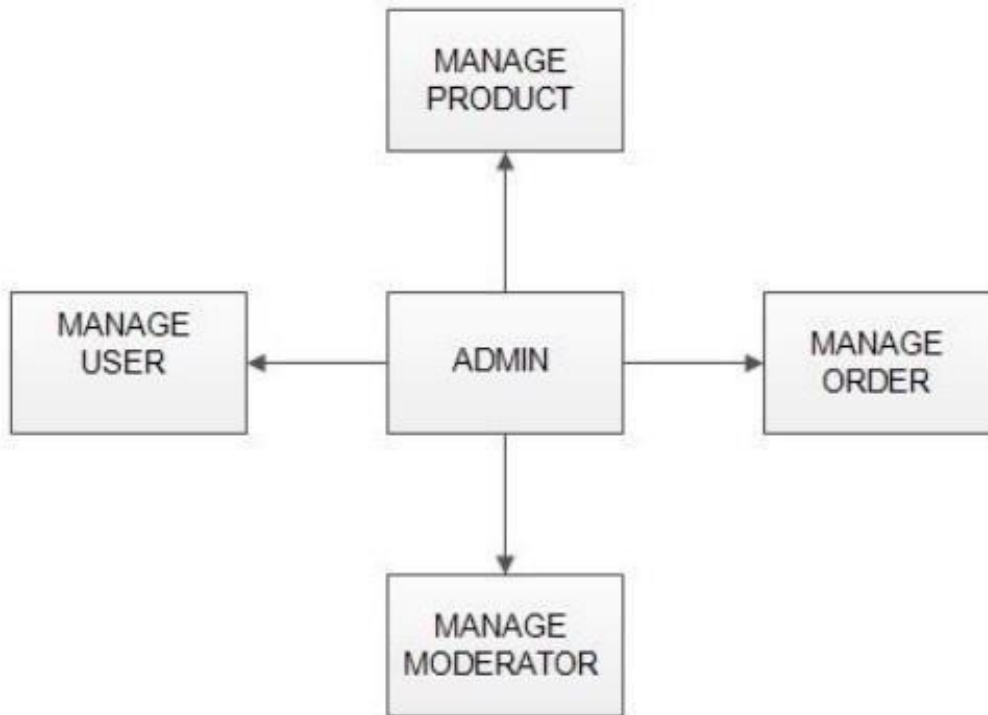 MANAGE
PRODUCT
MANAGE
USER
ADMIN
MANAGE
ORDER
MANAGE
MODERATOR